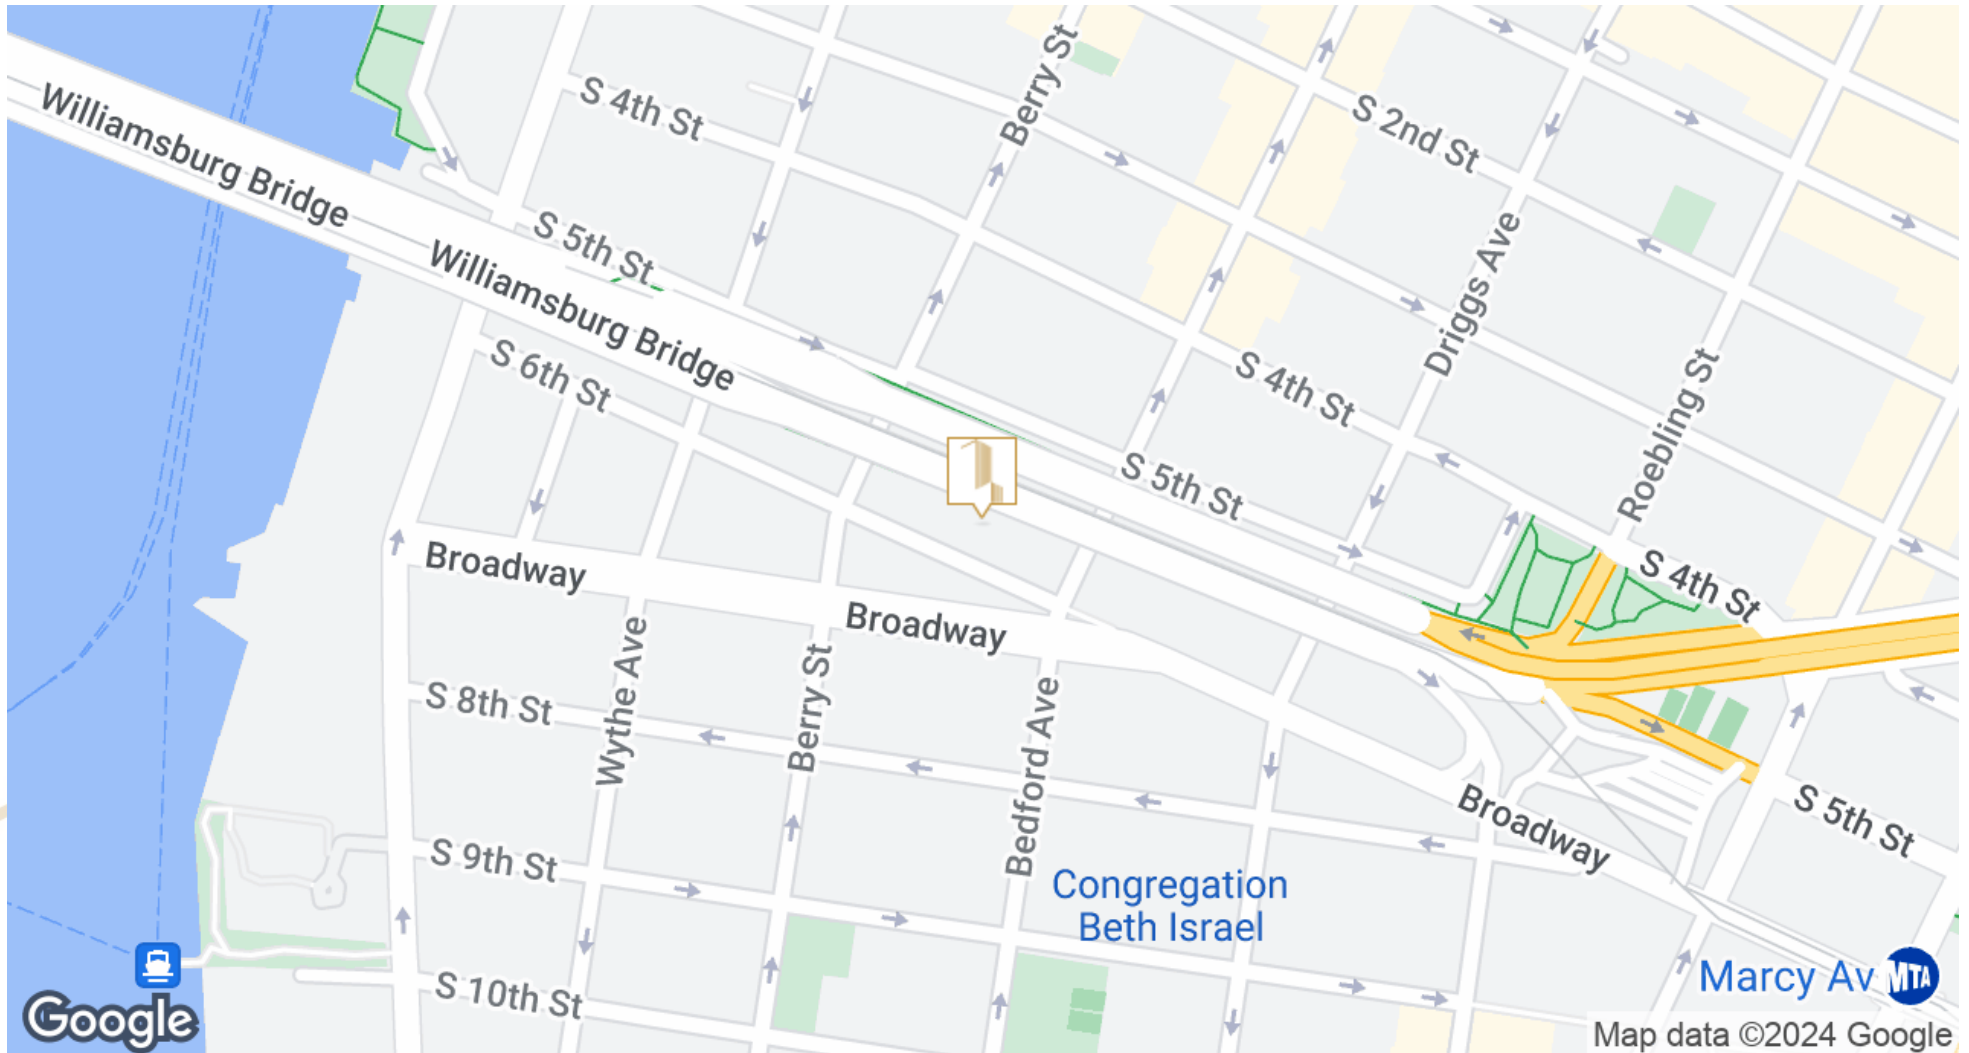 Williamsburg Bridge
S 4th St
Berry St
S 2nd St
S 5th St
Williamsburg Bridge
Driggs Ave
S 6th St
S 4th St
Roebling St
S 5th St
Broadway
S 4th St
Broadway
Wythe Ave
Berry St
S 8th St
Bedford Ave
Broadway
S 5th St
S 9th St
Congregation
Beth Israel
S 10th St
Marcy Av MTA
Google
Map data ©2024 Google